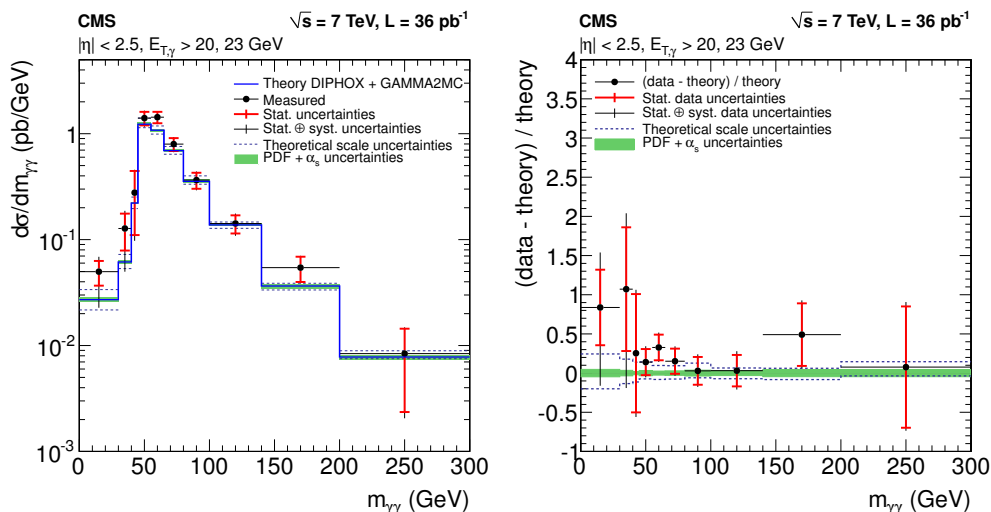 CMS
√s = 7 TeV, L = 36 pb⁻¹
|η| < 2.5, E_T,γ > 20, 23 GeV
Theory DIPHOX + GAMMA2MC
Measured
Stat. uncertainties
Stat. ⊕ syst. uncertainties
Theoretical scale uncertainties
PDF + α_s uncertainties
dσ/dm_γγ (pb/GeV)
1
10⁻¹
10⁻²
10⁻³
0 50 100 150 200 250 300
m_γγ (GeV)
CMS
√s = 7 TeV, L = 36 pb⁻¹
|η| < 2.5, E_T,γ > 20, 23 GeV
(data - theory) / theory
Stat. data uncertainties
Stat. ⊕ syst. data uncertainties
Theoretical scale uncertainties
PDF + α_s uncertainties
(data - theory) / theory
4
3.5
3
2.5
2
1.5
1
0.5
0
-0.5
-1
0 50 100 150 200 250 300
m_γγ (GeV)